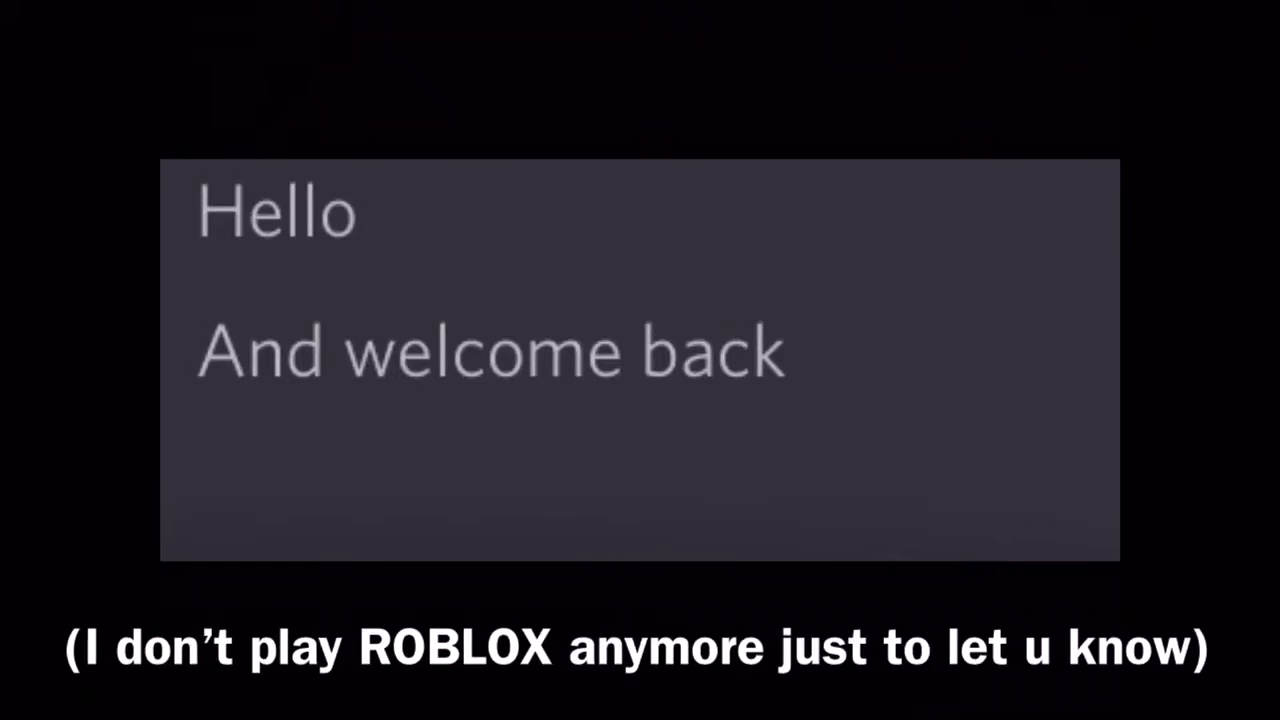 Hello
And welcome back
(I don’t play ROBLOX anymore just to let u know)